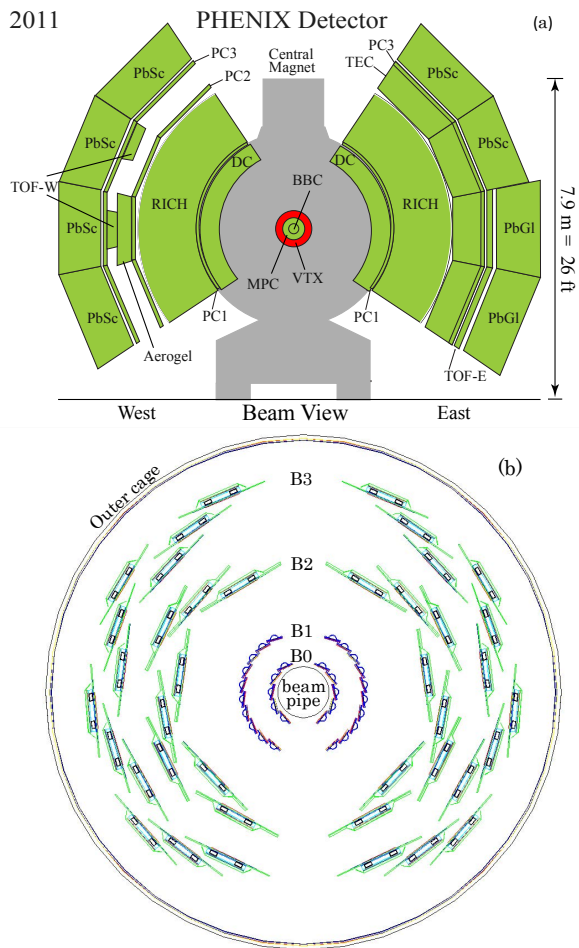 2011
PHENIX Detector
(a)
Central
Magnet
PC3
PC2
PbSc
PbSc
TOF-W
PbSc
PbSc
RICH
DC
BBC
MPC
VTX
PC1
Aerogel
PC3
TEC
PbSc
PbSc
DC
RICH
PbGl
PbGl
PC1
TOF-E
7.9 m = 26 ft
West
Beam View
East
(b)
Outer cage
B3
B2
B1
B0
beam
pipe